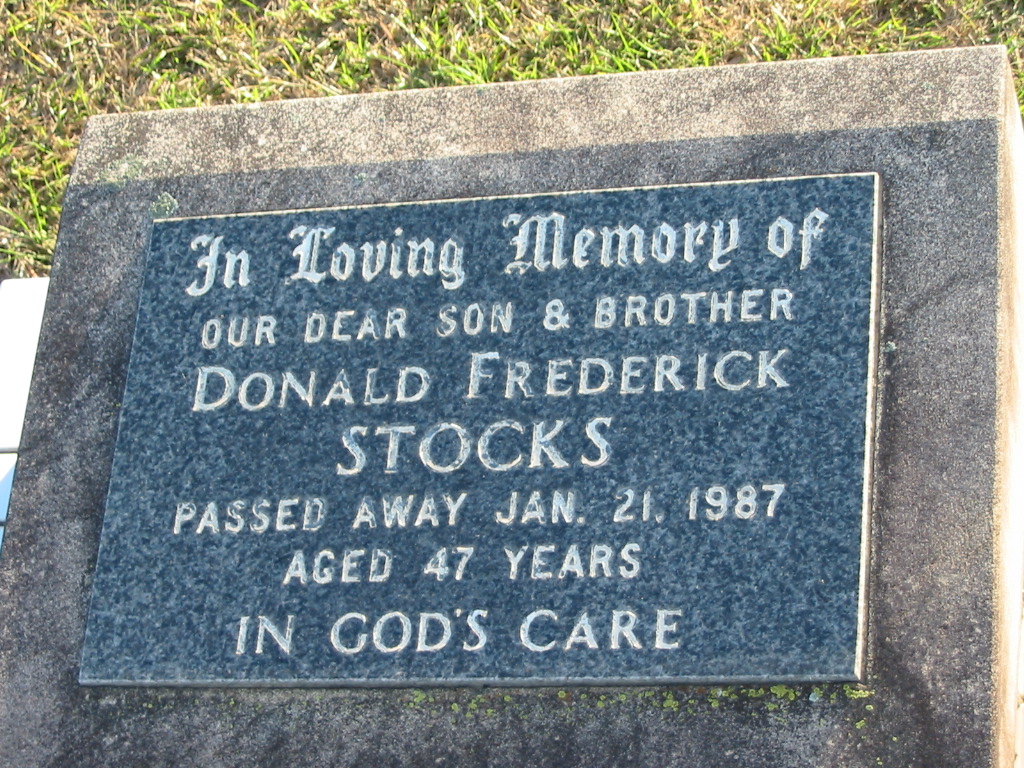 In Loving Memory of
OUR DEAR SON & BROTHER
DONALD FREDERICK
STOCKS
PASSED AWAY JAN. 21. 1987
AGED 47 YEARS
IN GOD'S CARE